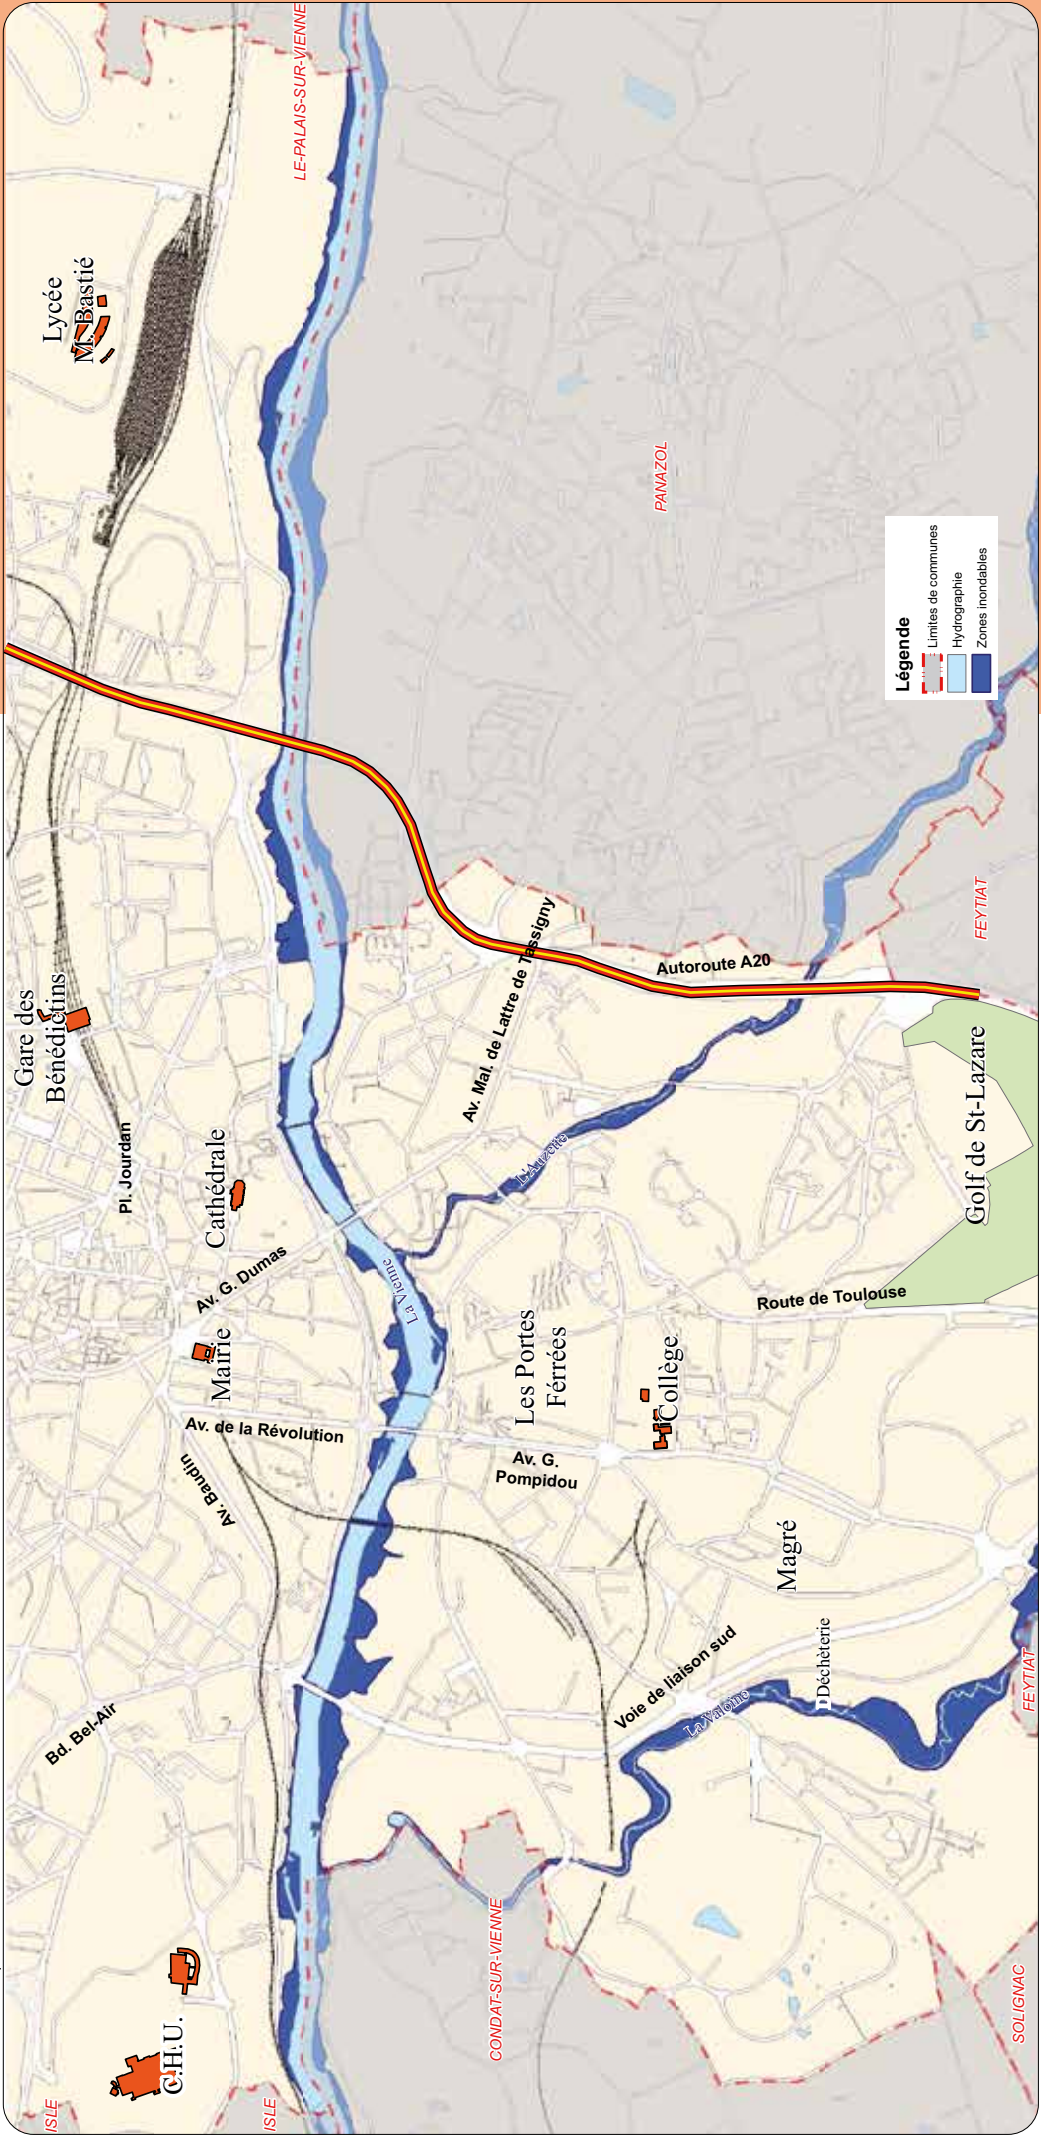 ISLE
C.H.U.
ISLE
Bd. Bel-Air
Av. Baudin
Av. de la Révolution
Mairie
Av. G. Dumas
Cathédrale
Pl. Jourdan
Gare des
Bénédictins
Lycée
M. Bastié
LE-PALAIS-SUR-VIENNE
La Vienne
CONDAT-SUR-VIENNE
Voie de liaison sud
La Valoine
Av. G.
Pompidou
Les Portes
Férrées
Collège
Magré
Déchèterie
L'Auzette
Av. Mal. de Lattre de Tassigny
Autoroute A20
Route de Toulouse
Golf de St-Lazare
PANAZOL
FEYTIAT
FEYTIAT
SOLIGNAC
Légende
Limites de communes
Hydrographie
Zones inondables